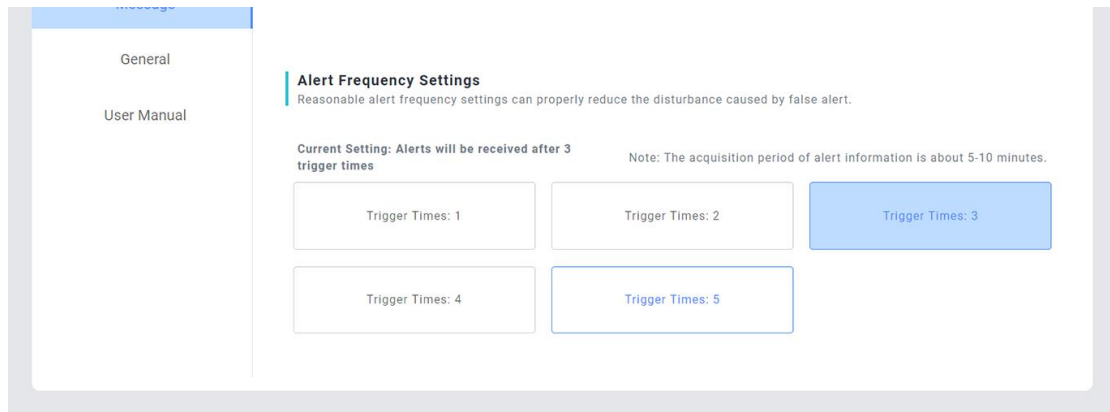 General
User Manual
Alert Frequency Settings
Reasonable alert frequency settings can properly reduce the disturbance caused by false alert.
Current Setting: Alerts will be received after 3
trigger times
Note: The acquisition period of alert information is about 5-10 minutes.
Trigger Times: 1
Trigger Times: 2
Trigger Times: 3
Trigger Times: 4
Trigger Times: 5